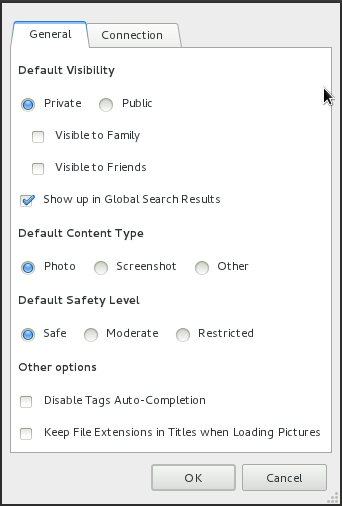 General Connection
Default Visibility
Private Public
Visible to Family
Visible to Friends
Show up in Global Search Results
Default Content Type
Photo Screenshot Other
Default Safety Level
Safe Moderate Restricted
Other options
Disable Tags Auto-Completion
Keep File Extensions in Titles when Loading Pictures
OK Cancel